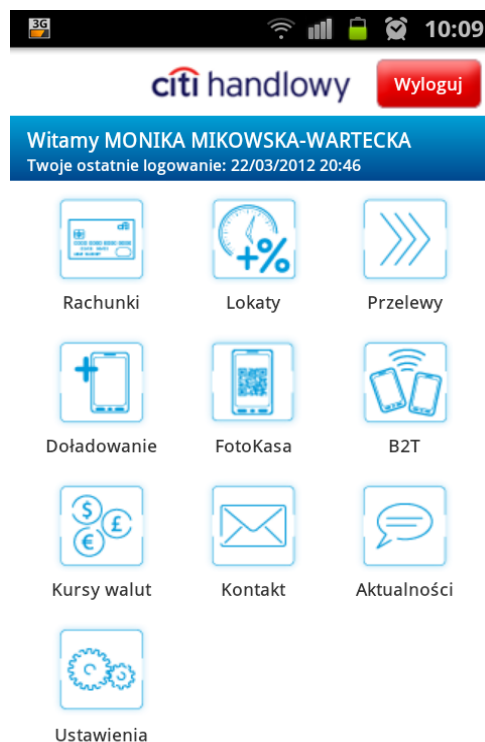 3G
10:09
citi handlowy
Wyloguj
Witamy MONIKA MIKOWSKA-WARTECKA
Twoje ostatnie logowanie: 22/03/2012 20:46
citi
+%
Rachunki
Lokaty
Przelewy
Doładowanie
FotoKasa
B2T
$
£
€
Kursy walut
Kontakt
Aktualności
Ustawienia